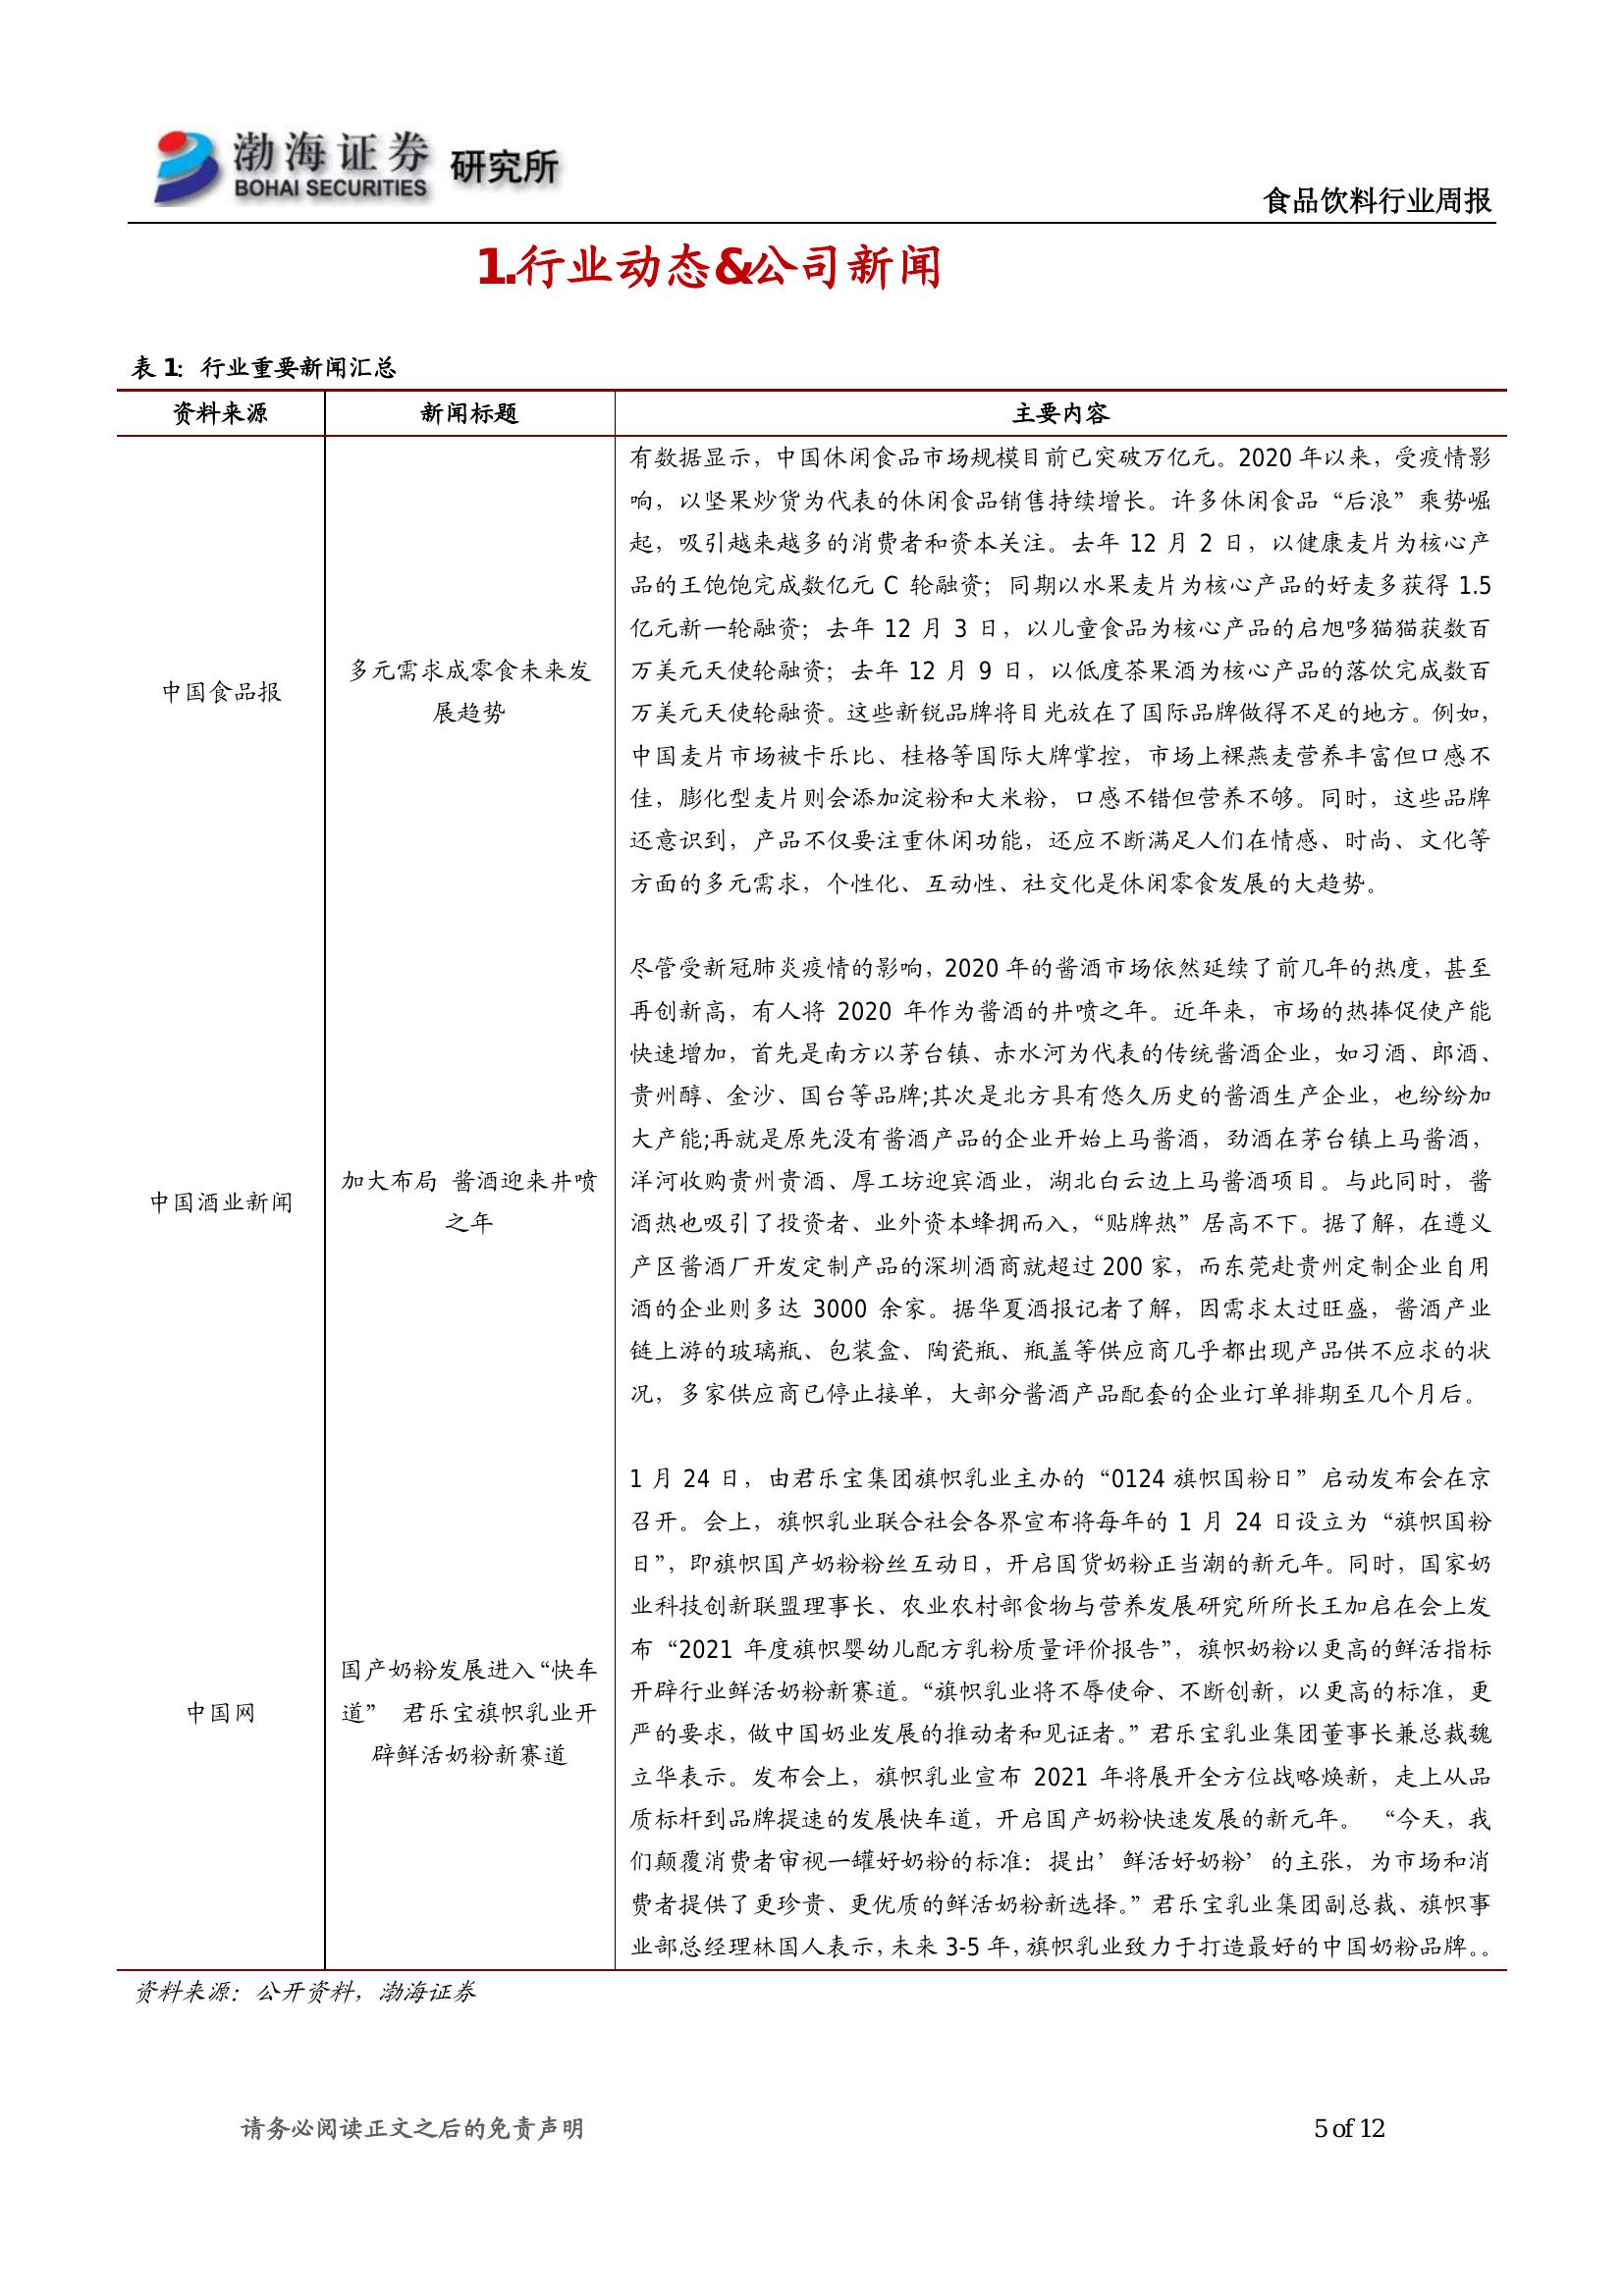 渤海证券 研究所
BOHAI SECURITIES
食品饮料行业周报
1.行业动态&公司新闻
表 1: 行业重要新闻汇总
资料来源 新闻标题 主要内容
中国食品报
多元需求成零食未来发
展趋势
有数据显示，中国休闲食品市场规模目前已突破万亿元。2020 年以来，受疫情影
响，以坚果炒货为代表的休闲食品销售持续增长。许多休闲食品“后浪”乘势崛
起，吸引越来越多的消费者和资本关注。去年 12 月 2 日，以健康麦片为核心产
品的王饱饱完成数亿元 C 轮融资；同期以水果麦片为核心产品的好麦多获得 1.5
亿元新一轮融资；去年 12 月 3 日，以儿童食品为核心产品的启旭哆猫猫获数百
万美元天使轮融资；去年 12 月 9 日，以低度茶果酒为核心产品的落饮完成数百
万美元天使轮融资。这些新锐品牌将目光放在了国际品牌做得不足的地方。例如，
中国麦片市场被卡乐比、桂格等国际大牌掌控，市场上裸燕麦营养丰富但口感不
佳，膨化型麦片则会添加淀粉和大米粉，口感不错但营养不够。同时，这些品牌
还意识到，产品不仅要注重休闲功能，还应不断满足人们在情感、时尚、文化等
方面的多元需求，个性化、互动性、社交化是休闲零食发展的大趋势。
中国酒业新闻
加大布局 酱酒迎来井喷
之年
尽管受新冠肺炎疫情的影响，2020 年的酱酒市场依然延续了前几年的热度，甚至
再创新高，有人将 2020 年作为酱酒的井喷之年。近年来，市场的热捧促使产能
快速增加，首先是南方以茅台镇、赤水河为代表的传统酱酒企业，如习酒、郎酒、
贵州醇、金沙、国台等品牌;其次是北方具有悠久历史的酱酒生产企业，也纷纷加
大产能;再就是原先没有酱酒产品的企业开始上马酱酒，劲酒在茅台镇上马酱酒，
洋河收购贵州贵酒、厚工坊迎宾酒业，湖北白云边上马酱酒项目。与此同时，酱
酒热也吸引了投资者、业外资本蜂拥而入，“贴牌热”居高不下。据了解，在遵义
产区酱酒厂开发定制产品的深圳酒商就超过 200 家，而东莞赴贵州定制企业自用
酒的企业则多达 3000 余家。据华夏酒报记者了解，因需求太过旺盛，酱酒产业
链上游的玻璃瓶、包装盒、陶瓷瓶、瓶盖等供应商几乎都出现产品供不应求的状
况，多家供应商已停止接单，大部分酱酒产品配套的企业订单排期至几个月后。
中国网
国产奶粉发展进入“快车
道” 君乐宝旗帜乳业开
辟鲜活奶粉新赛道
1 月 24 日，由君乐宝集团旗帜乳业主办的“0124 旗帜国粉日”启动发布会在京
召开。会上，旗帜乳业联合社会各界宣布将每年的 1 月 24 日设立为“旗帜国粉
日”，即旗帜国产奶粉粉丝互动日，开启国货奶粉正当潮的新元年。同时，国家奶
业科技创新联盟理事长、农业农村部食物与营养发展研究所所长王加启在会上发
布“2021 年度旗帜婴幼儿配方乳粉质量评价报告”，旗帜奶粉以更高的鲜活指标
开辟行业鲜活奶粉新赛道。“旗帜乳业将不辱使命、不断创新，以更高的标准，更
严的要求，做中国奶业发展的推动者和见证者。”君乐宝乳业集团董事长兼总裁魏
立华表示。发布会上，旗帜乳业宣布 2021 年将展开全方位战略焕新，走上从品
质标杆到品牌提速的发展快车道，开启国产奶粉快速发展的新元年。 “今天，我
们颠覆消费者审视一罐好奶粉的标准：提出’鲜活好奶粉’的主张，为市场和消
费者提供了更珍贵、更优质的鲜活奶粉新选择。”君乐宝乳业集团副总裁、旗帜事
业部总经理林国人表示，未来 3-5 年，旗帜乳业致力于打造最好的中国奶粉品牌。。
资料来源：公开资料，渤海证券
请务必阅读正文之后的免责声明
5 of 12